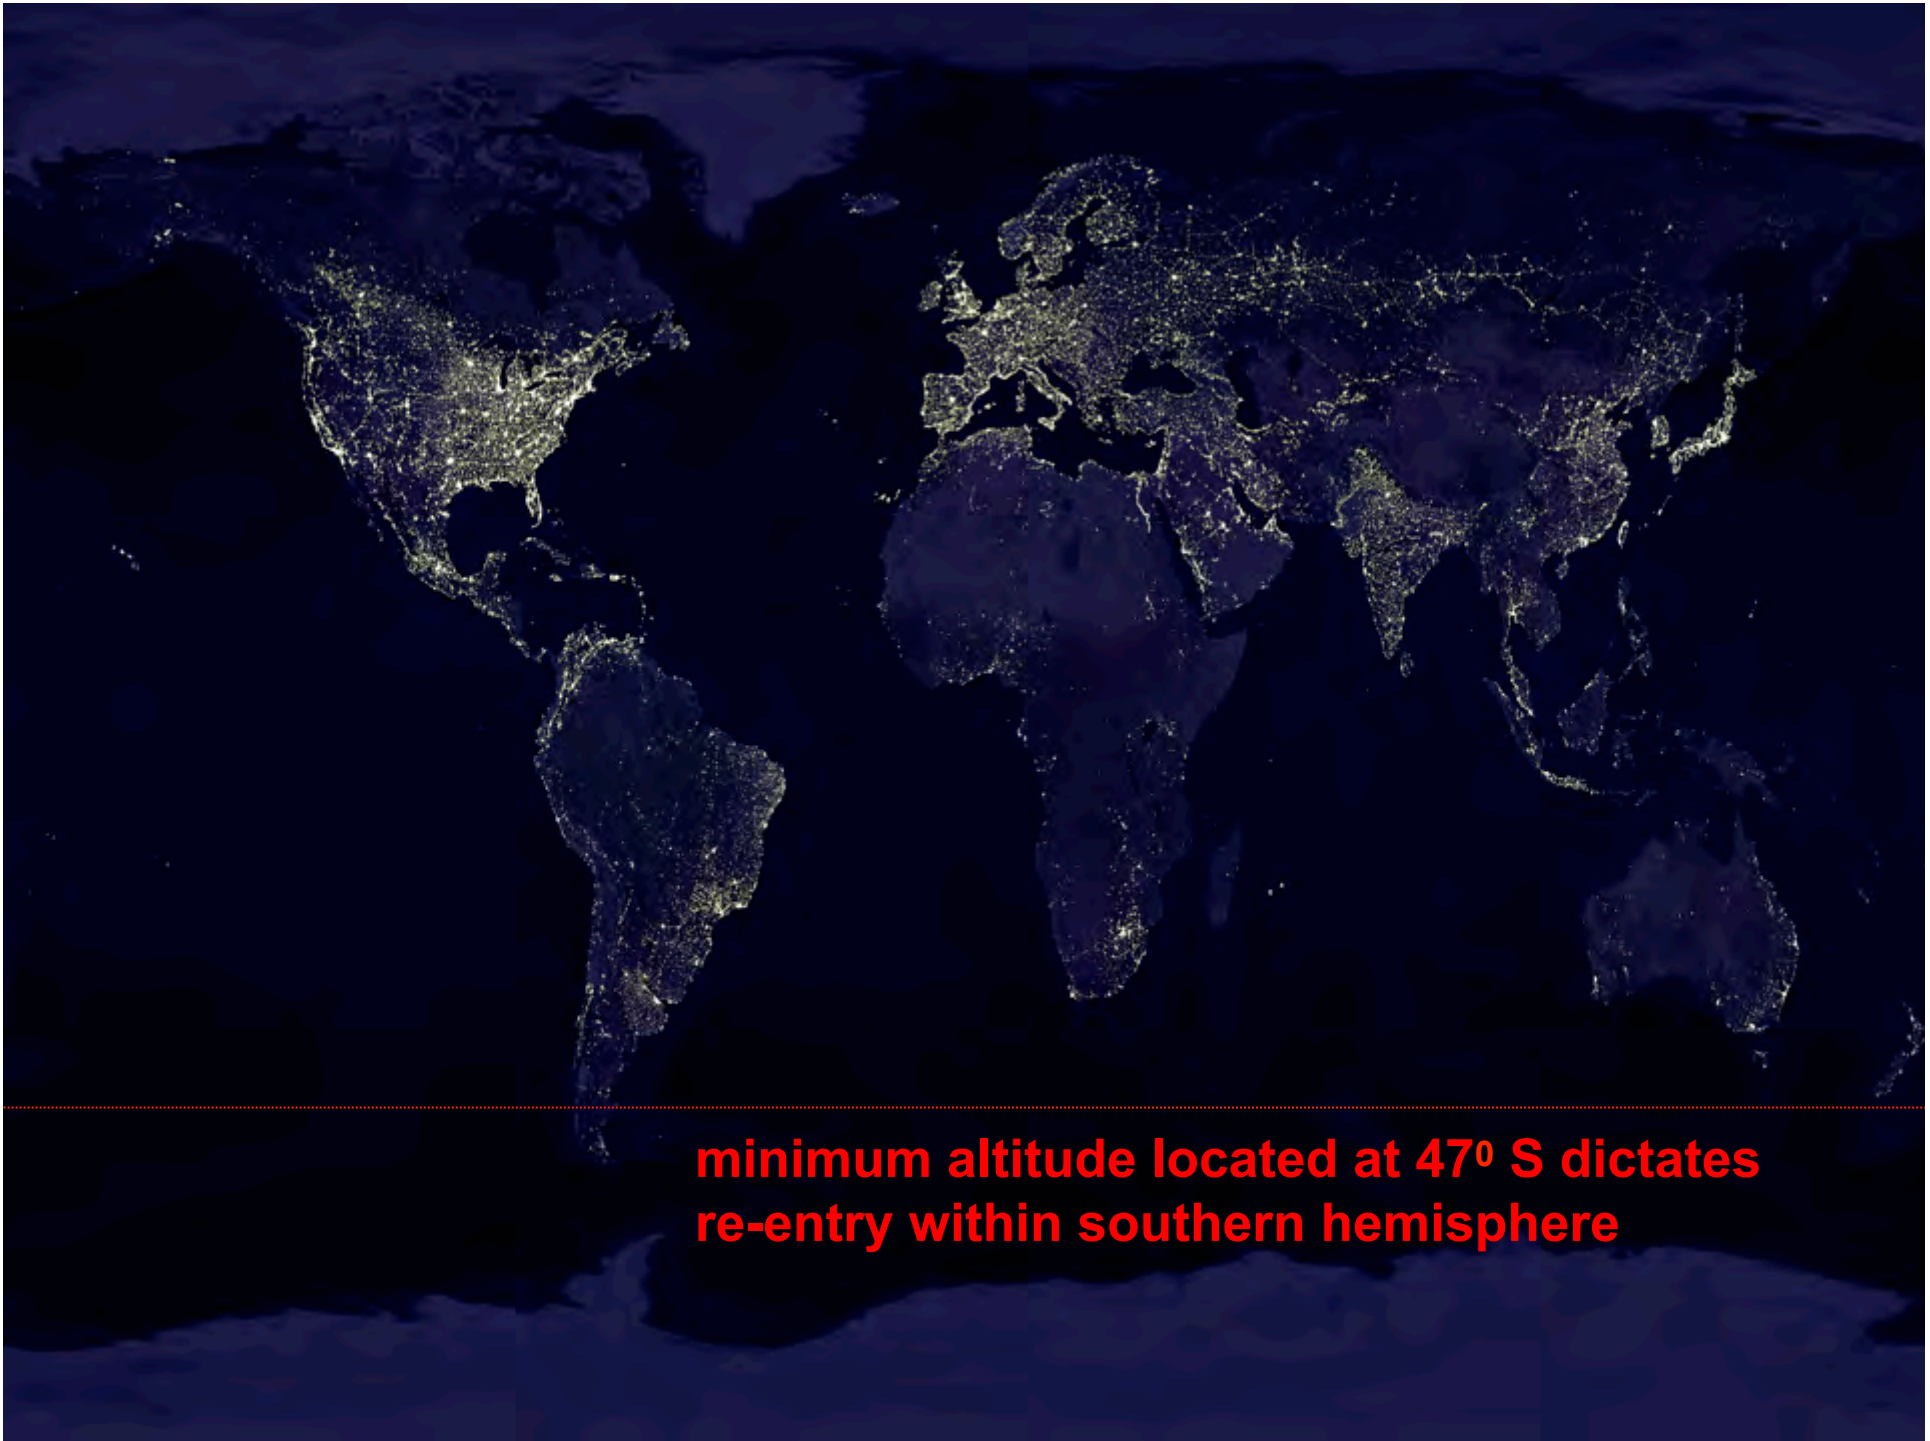 minimum altitude located at 47⁰ S dictates
re-entry within southern hemisphere